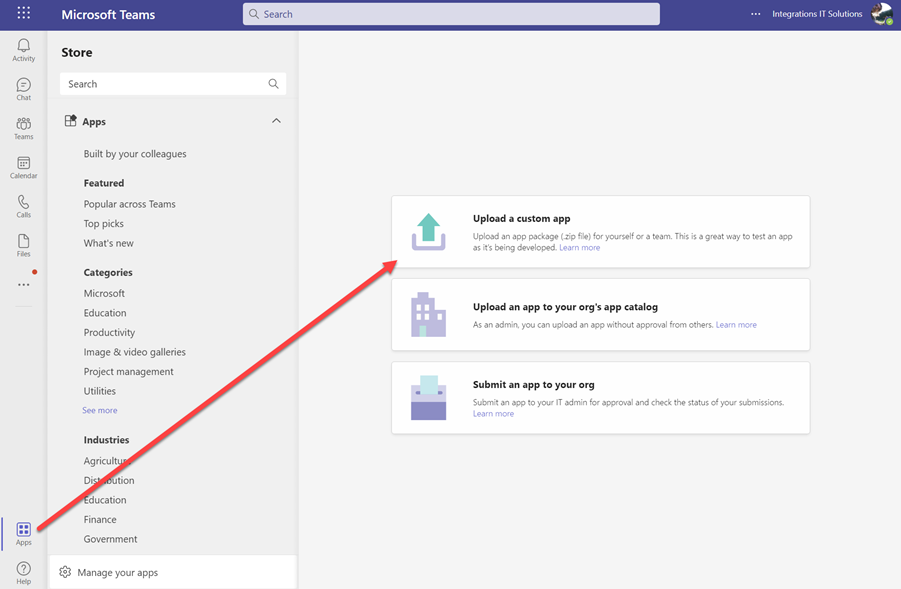 Microsoft Teams
Search
Integrations IT Solutions
Activity
Chat
Teams
Calendar
Calls
Files
Apps
Help
Store
Search
Apps
Built by your colleagues
Featured
Popular across Teams
Top picks
What's new
Categories
Microsoft
Education
Productivity
Image & video galleries
Project management
Utilities
See more
Industries
Agriculture
Distribution
Education
Finance
Government
Manage your apps
Upload a custom app
Upload an app package (.zip file) for yourself or a team. This is a great way to test an app
as it's being developed. Learn more
Upload an app to your org's app catalog
As an admin, you can upload an app without approval from others. Learn more
Submit an app to your org
Submit an app to your IT admin for approval and check the status of your submissions.
Learn more